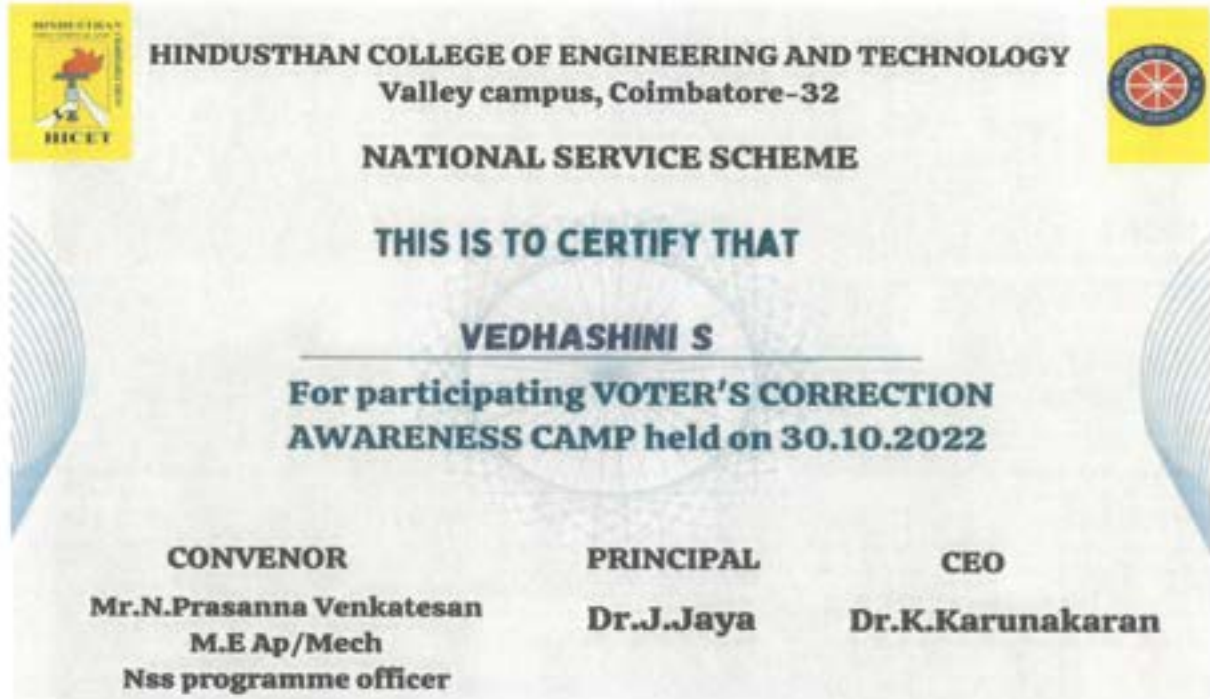 HINDUSTHAN
HICET
HINDUSTHAN COLLEGE OF ENGINEERING AND TECHNOLOGY
Valley campus, Coimbatore-32
NATIONAL SERVICE SCHEME
THIS IS TO CERTIFY THAT
VEDHASHINI S
For participating VOTER'S CORRECTION
AWARENESS CAMP held on 30.10.2022
CONVENOR
Mr.N.Prasanna Venkatesan
M.E Ap/Mech
Nss programme officer
PRINCIPAL
Dr.J.Jaya
CEO
Dr.K.Karunakaran